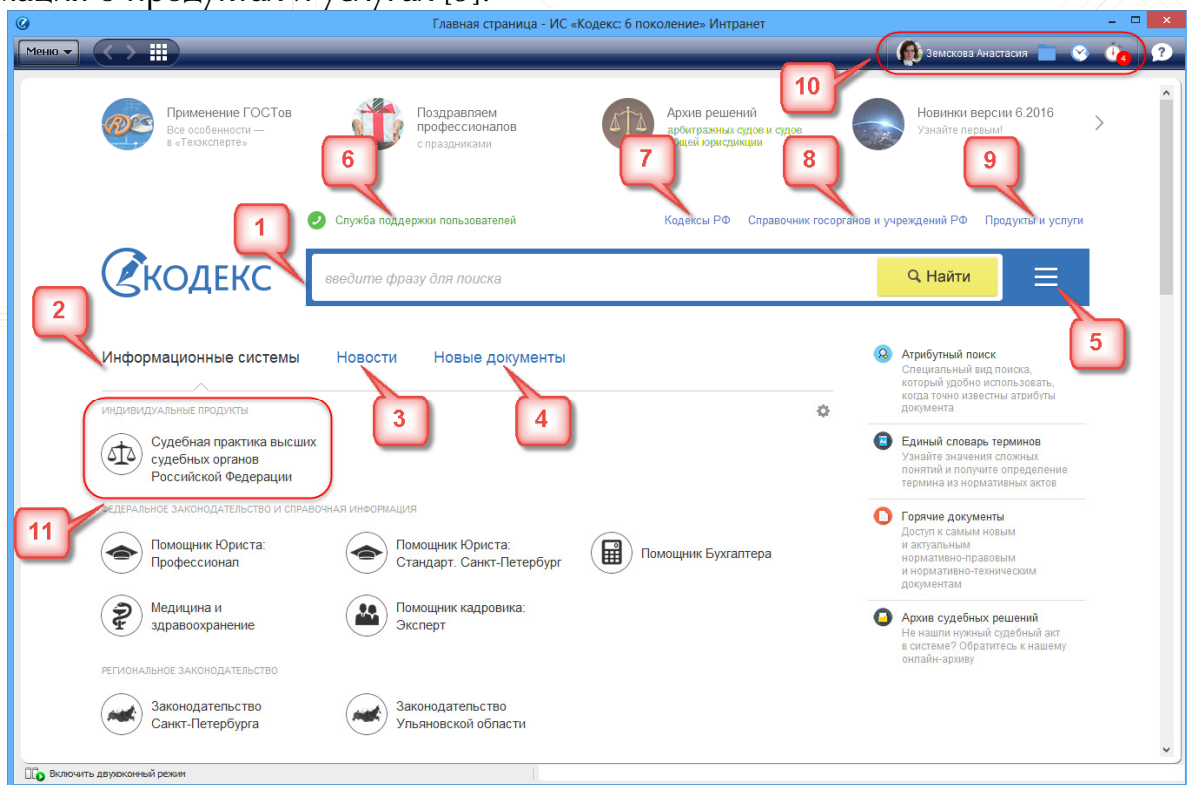 кация о продуктах и услугах [9].
Главная страница - ИС «Кодекс: 6 поколение» Интранет
Меню
Земскова Анастасия
4
10
Применение ГОСТов
Все особенности —
в «Техэксперте»
Поздравляем
профессионалов
с праздниками
Архив решений
арбитражных судов и судов
общей юрисдикции
Новинки версии 6.2016
Узнайте первым!
6
7
8
9
1
Служба поддержки пользователей
Кодексы РФ
Справочник госорганов и учреждений РФ
Продукты и услуги
КОДЕКС
введите фразу для поиска
Найти
2
5
Информационные системы
Новости
Новые документы
3
4
ИНДИВИДУАЛЬНЫЕ ПРОДУКТЫ
Судебная практика высших
судебных органов
Российской Федерации
11
ФЕДЕРАЛЬНОЕ ЗАКОНОДАТЕЛЬСТВО И СПРАВОЧНАЯ ИНФОРМАЦИЯ
Помощник Юриста:
Профессионал
Помощник Юриста:
Стандарт. Санкт-Петербург
Помощник Бухгалтера
Медицина и
здравоохранение
Помощник кадровика:
Эксперт
РЕГИОНАЛЬНОЕ ЗАКОНОДАТЕЛЬСТВО
Законодательство
Санкт-Петербурга
Законодательство
Ульяновской области
Атрибутный поиск
Специальный вид поиска,
который удобно использовать,
когда точно известны атрибуты
документа
Единый словарь терминов
Узнайте значения сложных
понятий и получите определение
термина из нормативных актов
Горячие документы
Доступ к самым новым
и актуальным
нормативно-правовым
и нормативно-техническим
документам
Архив судебных решений
Не нашли нужный судебный акт
в системе? Обратитесь к нашему
онлайн-архиву
Включить двухоконный режим